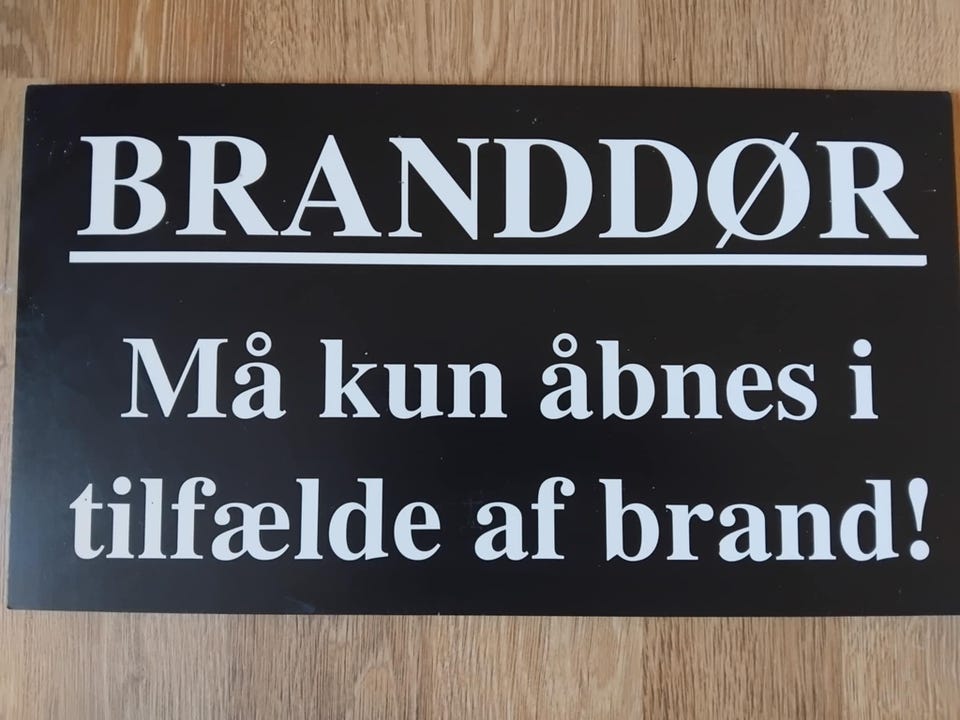 BRANDDØR
Må kun åbnes i
tilfælde af brand!